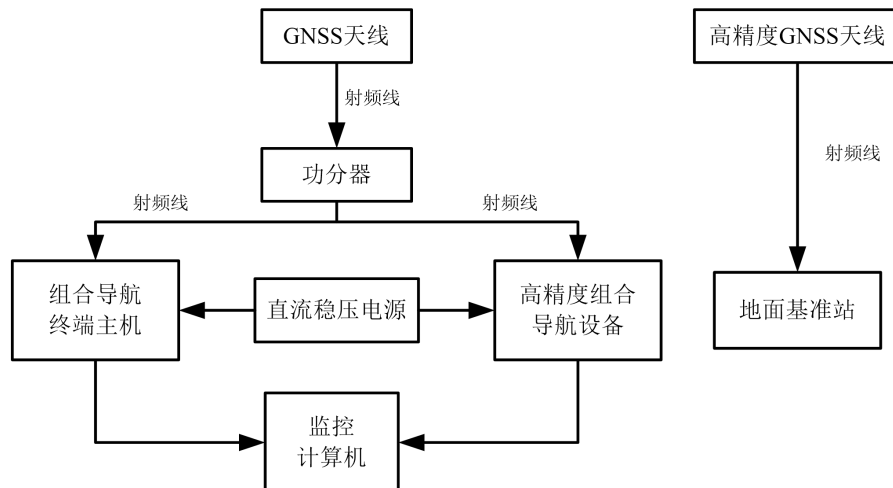 GNSS天线
高精度GNSS天线
射频线
功分器
射频线
射频线
射频线
组合导航
终端主机
直流稳压电源
高精度组合
导航设备
地面基准站
监控
计算机